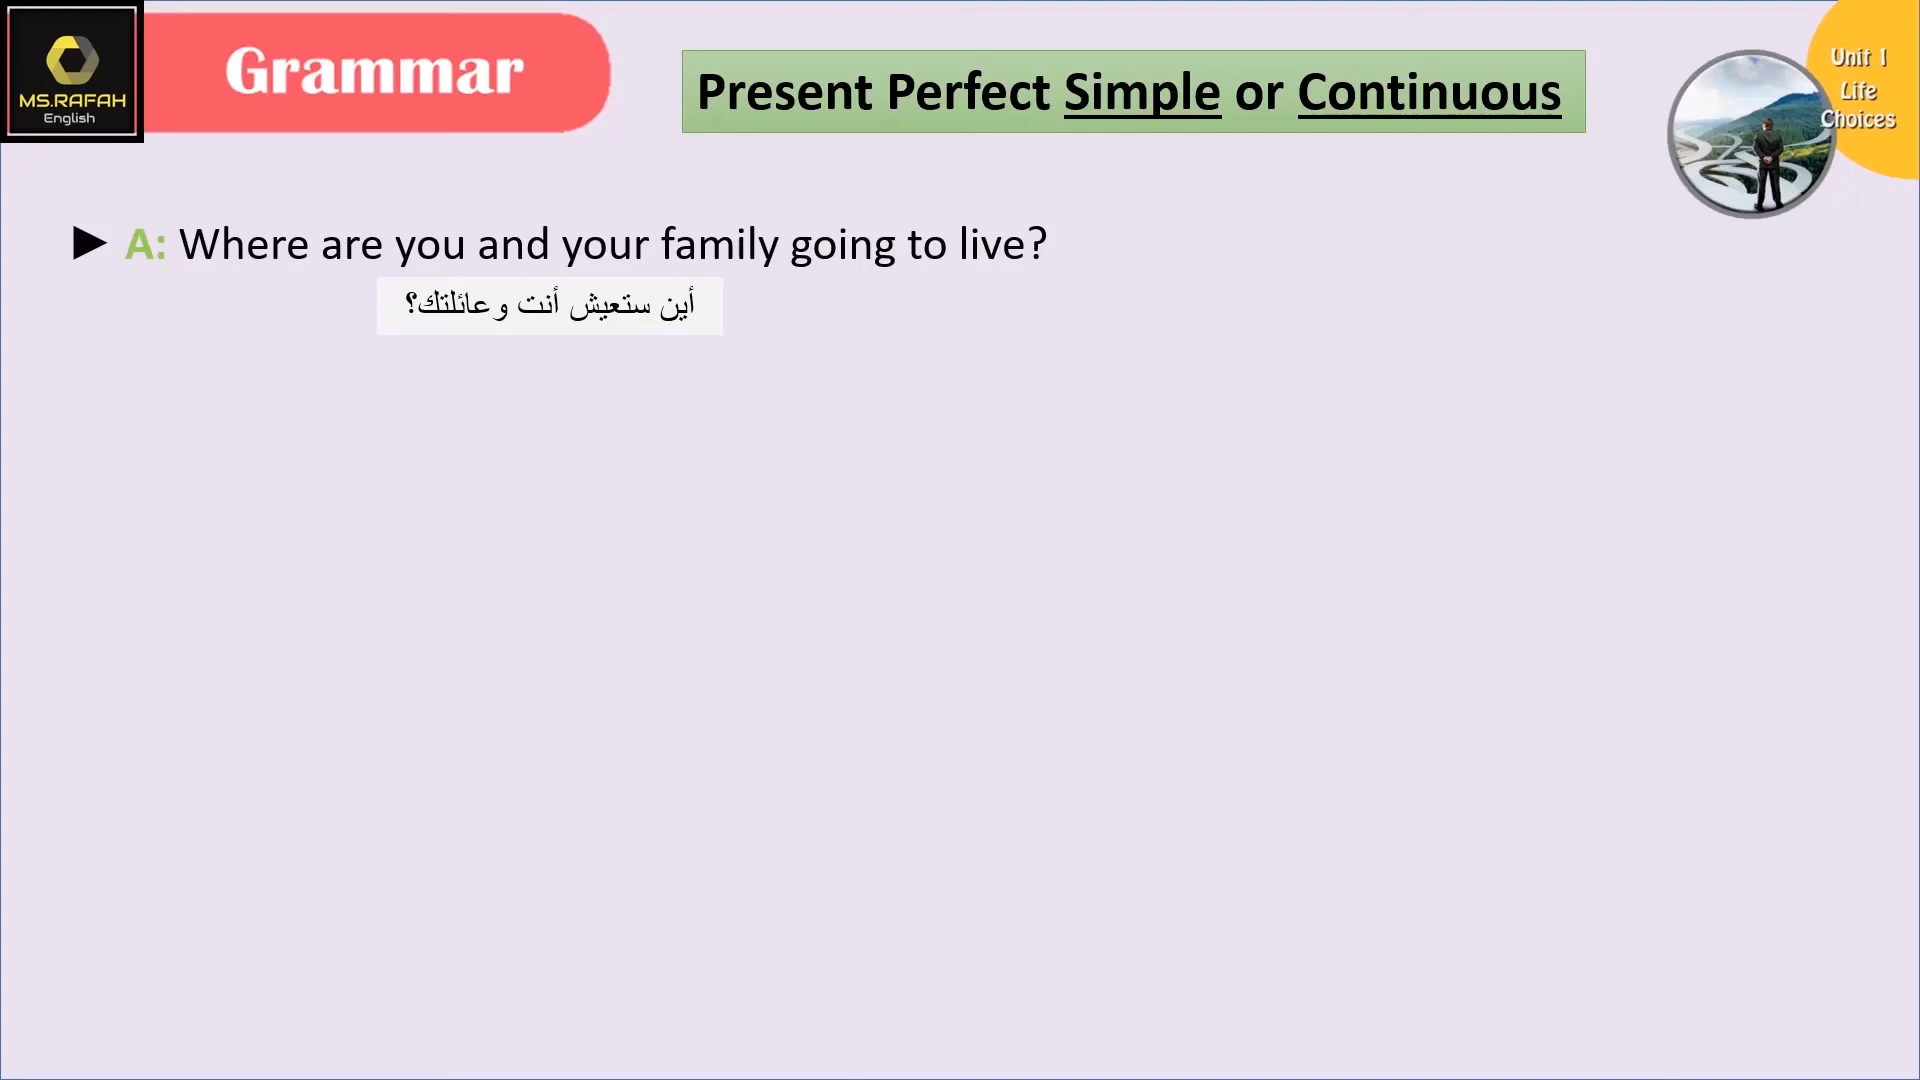 MS.RAFAH
English
Grammar
Present Perfect Simple or Continuous
Unit 1
Life
Choices
► A: Where are you and your family going to live?
أين ستعيش أنت وعائلتك؟